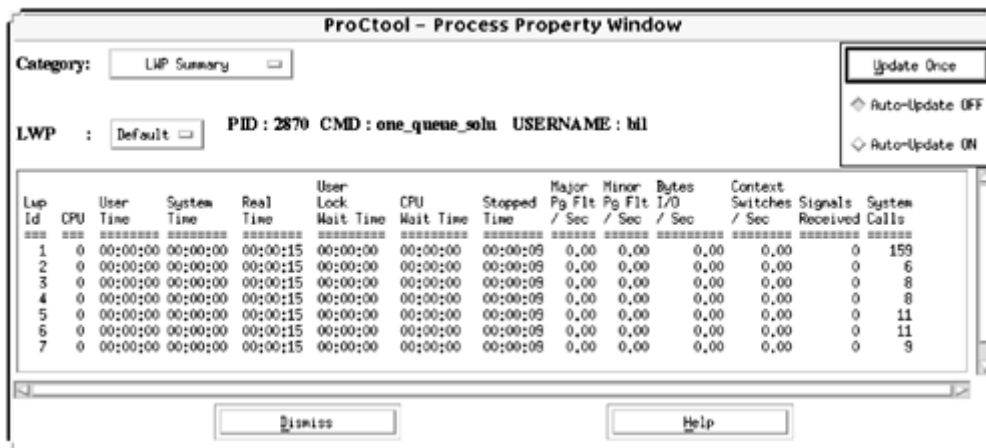 ProCtool - Process Property Window
Category: LWP Summary
Update Once
Auto-Update OFF
Auto-Update ON
LWP : Default PID : 2870 CMD : one_queue_solu USERNAME : bil
User Major Minor Bytes Context
Lwp User System Real Lock CPU Stopped Pg Flt Pg Flt I/O Switches Signals System
Id CPU Time Time Time Wait Time Wait Time Time / Sec / Sec / Sec / Sec Received Calls
=== === ======== ======== ======== ========= ========= ======== ====== ====== ========= ======== ======== ======
1 0 00:00:00 00:00:00 00:00:15 00:00:00 00:00:00 00:00:09 0.00 0.00 0.00 0.00 0 159
2 0 00:00:00 00:00:00 00:00:15 00:00:00 00:00:00 00:00:09 0.00 0.00 0.00 0.00 0 6
3 0 00:00:00 00:00:00 00:00:15 00:00:00 00:00:00 00:00:09 0.00 0.00 0.00 0.00 0 8
4 0 00:00:00 00:00:00 00:00:15 00:00:00 00:00:00 00:00:09 0.00 0.00 0.00 0.00 0 8
5 0 00:00:00 00:00:00 00:00:15 00:00:00 00:00:00 00:00:09 0.00 0.00 0.00 0.00 0 11
6 0 00:00:00 00:00:00 00:00:15 00:00:00 00:00:00 00:00:09 0.00 0.00 0.00 0.00 0 11
7 0 00:00:00 00:00:00 00:00:15 00:00:00 00:00:00 00:00:09 0.00 0.00 0.00 0.00 0 9
Dismiss Help